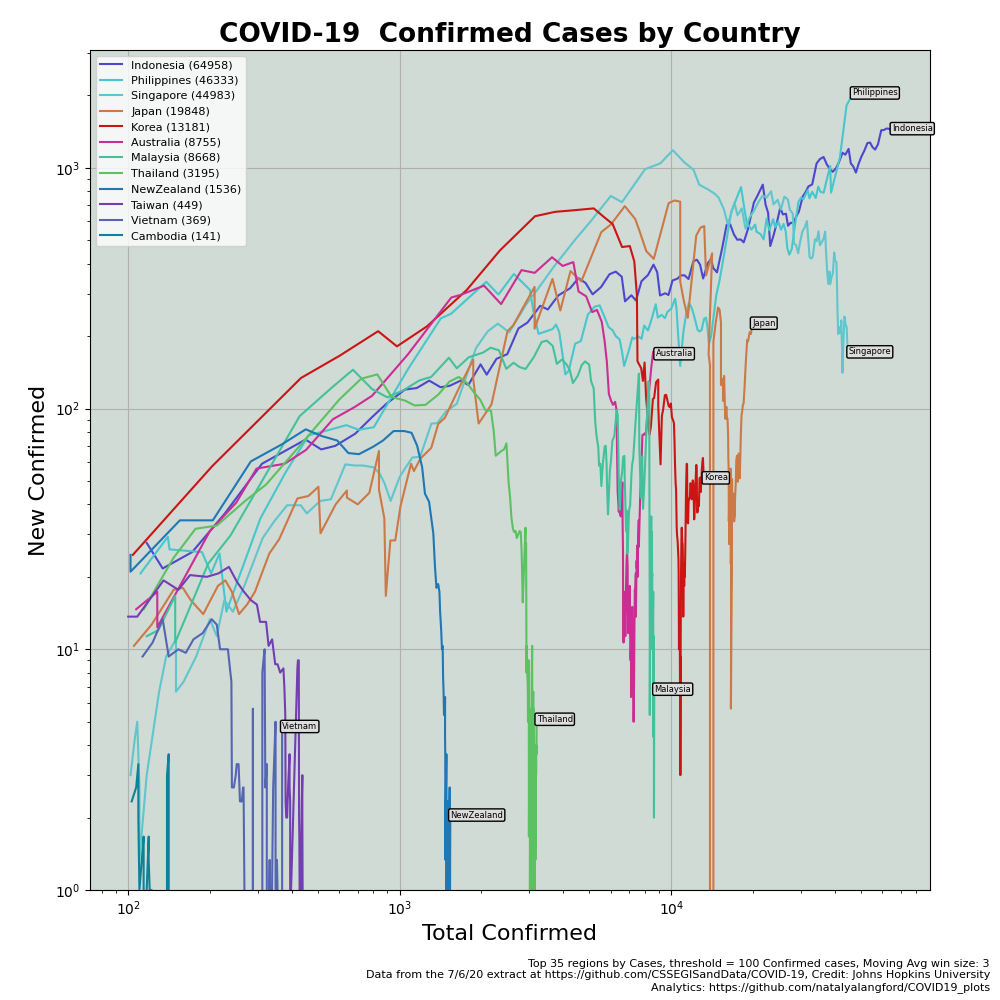 COVID-19  Confirmed Cases by Country
Indonesia (64958)
Philippines (46333)
Singapore (44983)
Japan (19848)
Korea (13181)
Australia (8755)
Malaysia (8668)
Thailand (3195)
NewZealand (1536)
Taiwan (449)
Vietnam (369)
Cambodia (141)
Philippines
Indonesia
Japan
Australia
Singapore
Korea
Malaysia
Thailand
Vietnam
NewZealand
New Confirmed
10³
10²
10¹
10⁰
10² 10³ 10⁴
Total Confirmed
Top 35 regions by Cases, threshold = 100 Confirmed cases, Moving Avg win size: 3
Data from the 7/6/20 extract at https://github.com/CSSEGISandData/COVID-19, Credit: Johns Hopkins University
Analytics: https://github.com/natalyalangford/COVID19_plots